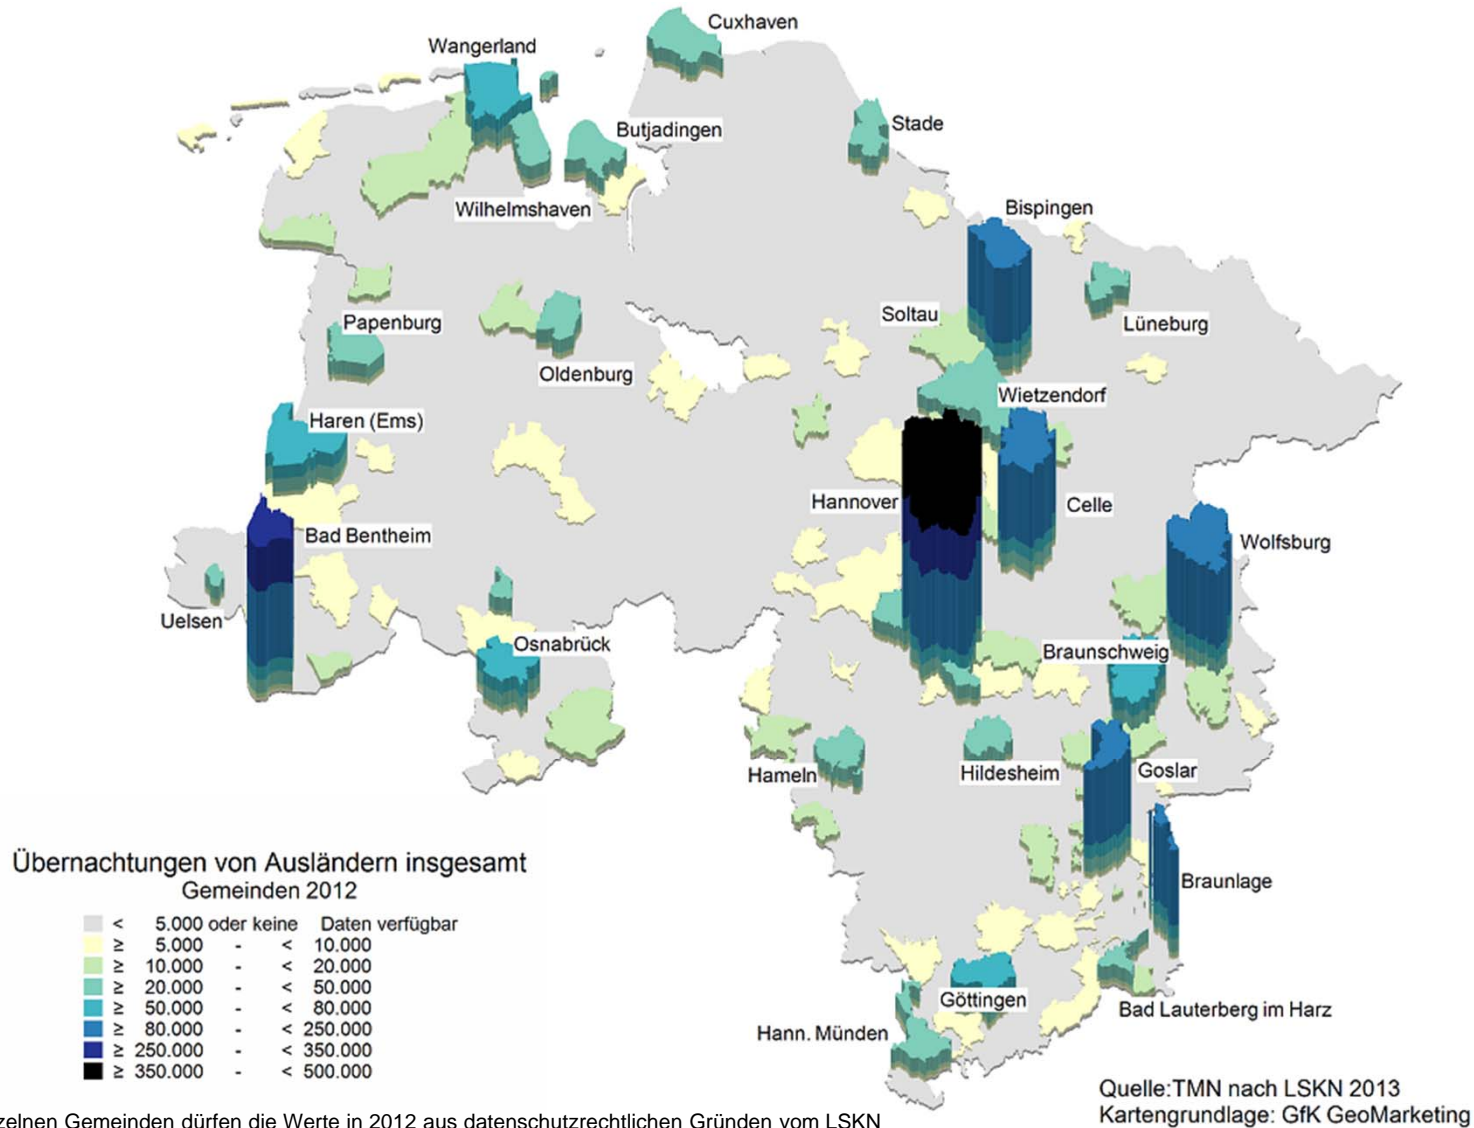 Cuxhaven
Wangerland
Butjadingen
Stade
Wilhelmshaven
Bispingen
Soltau
Papenburg
Lüneburg
Oldenburg
Wietzendorf
Haren (Ems)
Hannover
Celle
Bad Bentheim
Wolfsburg
Uelsen
Osnabrück
Braunschweig
Hameln
Hildesheim
Goslar
Braunlage
Göttingen
Bad Lauterberg im Harz
Hann. Münden
Übernachtungen von Ausländern insgesamt
Gemeinden 2012
< 5.000 oder keine Daten verfügbar
≥ 5.000 - < 10.000
≥ 10.000 - < 20.000
≥ 20.000 - < 50.000
≥ 50.000 - < 80.000
≥ 80.000 - < 250.000
≥ 250.000 - < 350.000
≥ 350.000 - < 500.000
Quelle:TMN nach LSKN 2013
Kartengrundlage: GfK GeoMarketing
zelnen Gemeinden dürfen die Werte in 2012 aus datenschutzrechtlichen Gründen vom LSKN